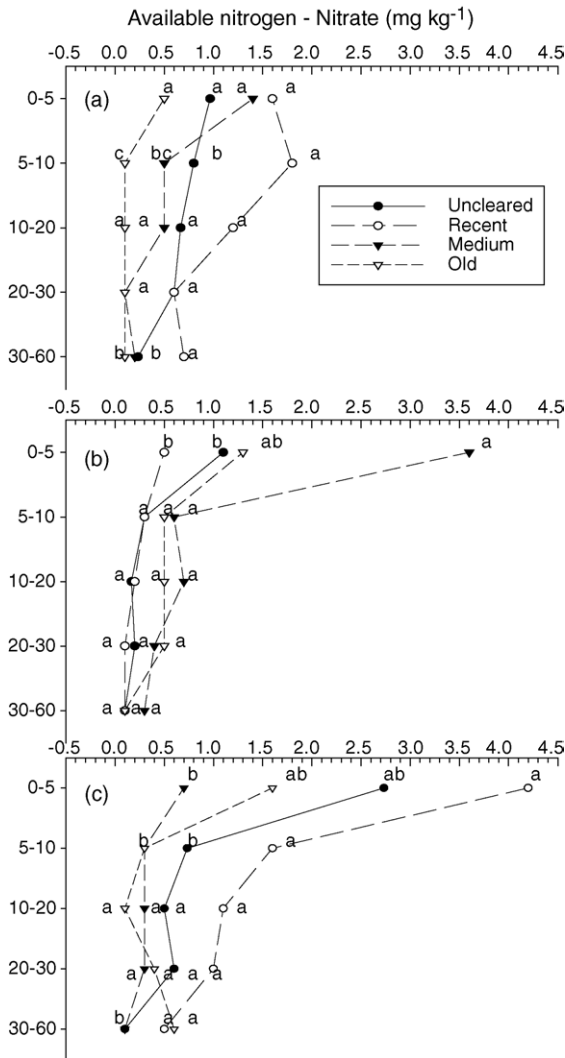 Available nitrogen - Nitrate (mg kg-1)
-0.5 0.0 0.5 1.0 1.5 2.0 2.5 3.0 3.5 4.0 4.5
(a)
0-5 a a a a
5-10 c b c b a
10-20 a a a a
20-30 a a
30-60 b b a
Uncleared
Recent
Medium
Old
-0.5 0.0 0.5 1.0 1.5 2.0 2.5 3.0 3.5 4.0 4.5
(b)
0-5 b b ab a
5-10 a a a
10-20 a a a
20-30 a a a
30-60 a a a
-0.5 0.0 0.5 1.0 1.5 2.0 2.5 3.0 3.5 4.0 4.5
(c)
0-5 b ab ab a
5-10 b b a
10-20 a a a a
20-30 a a a a
30-60 b a a